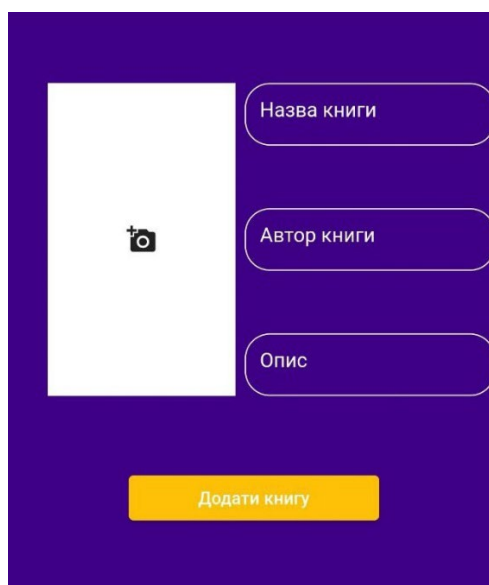 Назва книги
Автор книги
Опис
Додати книгу